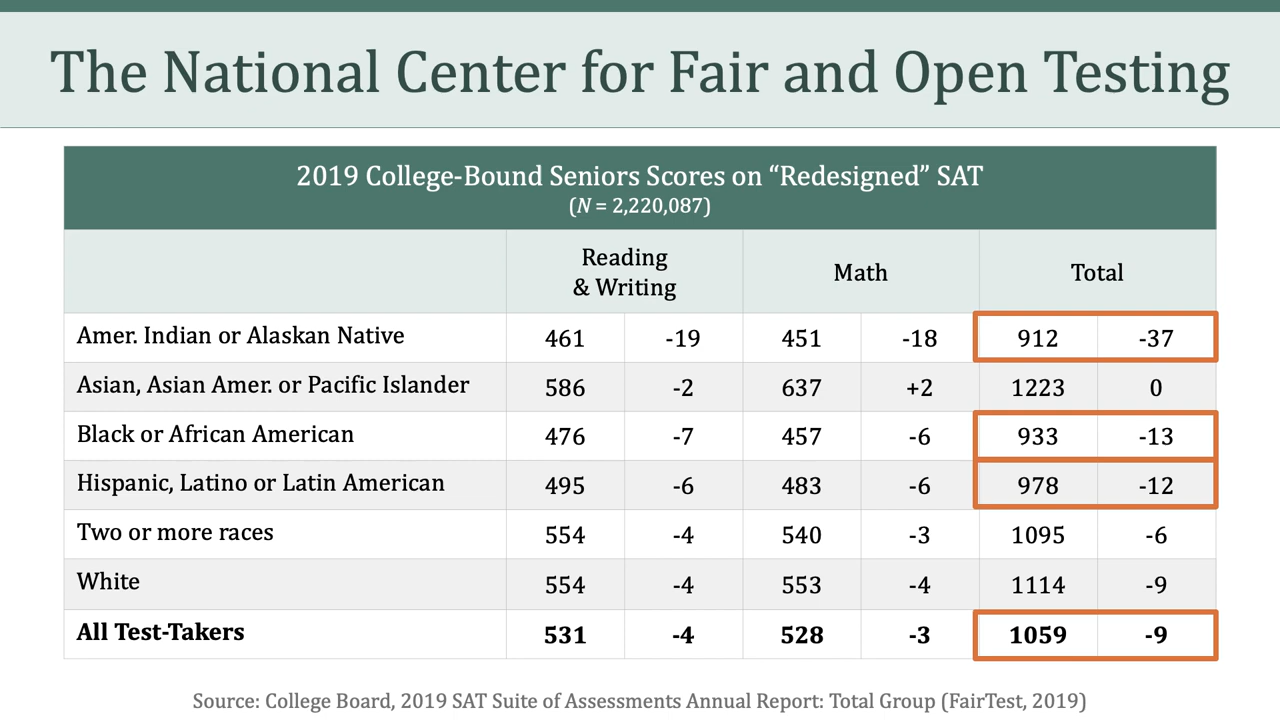 The National Center for Fair and Open Testing
2019 College-Bound Seniors Scores on “Redesigned” SAT
(N = 2,220,087)
Reading
& Writing
Math
Total
Amer. Indian or Alaskan Native 461 -19 451 -18 912 -37
Asian, Asian Amer. or Pacific Islander 586 -2 637 +2 1223 0
Black or African American 476 -7 457 -6 933 -13
Hispanic, Latino or Latin American 495 -6 483 -6 978 -12
Two or more races 554 -4 540 -3 1095 -6
White 554 -4 553 -4 1114 -9
All Test-Takers 531 -4 528 -3 1059 -9
Source: College Board, 2019 SAT Suite of Assessments Annual Report: Total Group (FairTest, 2019)